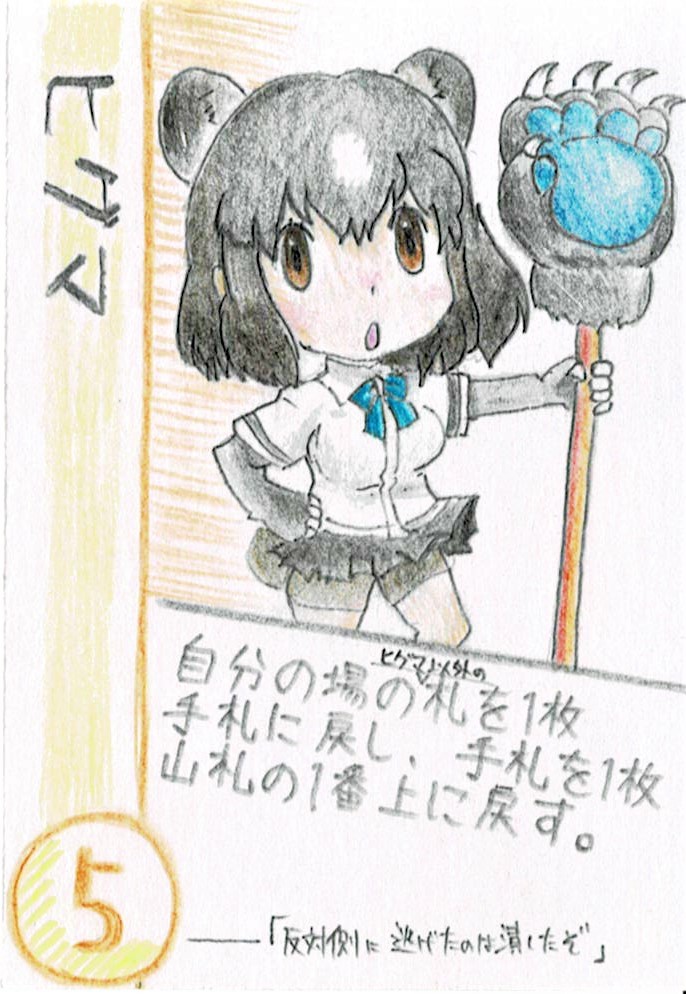 ヒグマ
ヒグマ以外の
自分の場の札を1枚
手札に戻し、手札を1枚
山札の1番上に戻す。
5
——「反対側に逃げたのは潰したぞ」